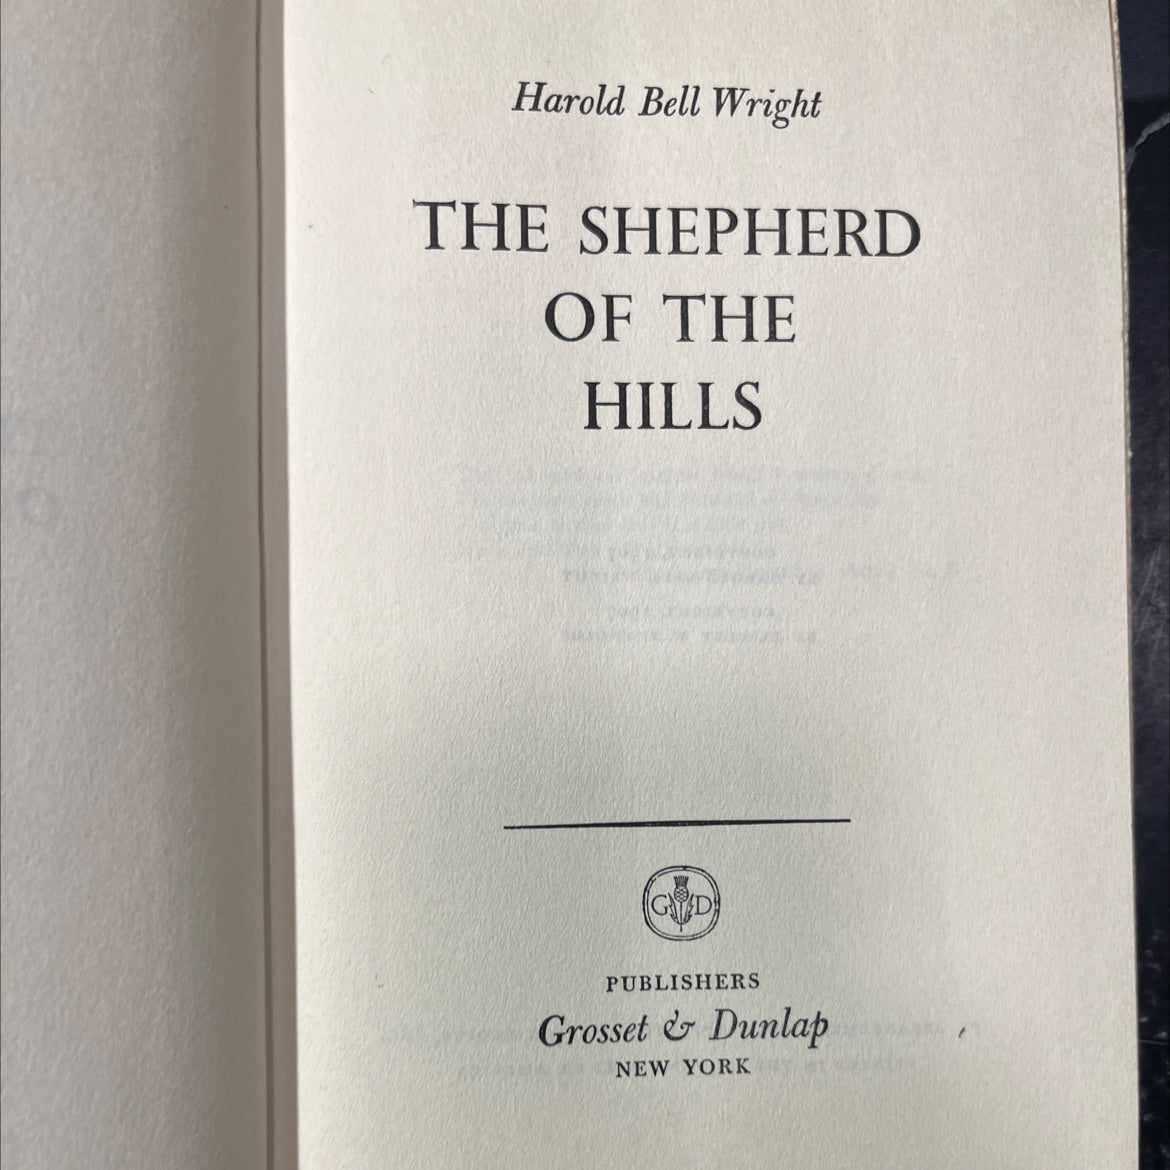 Harold Bell Wright
THE SHEPHERD
OF THE
HILLS
G D
PUBLISHERS
Grosset & Dunlap
NEW YORK